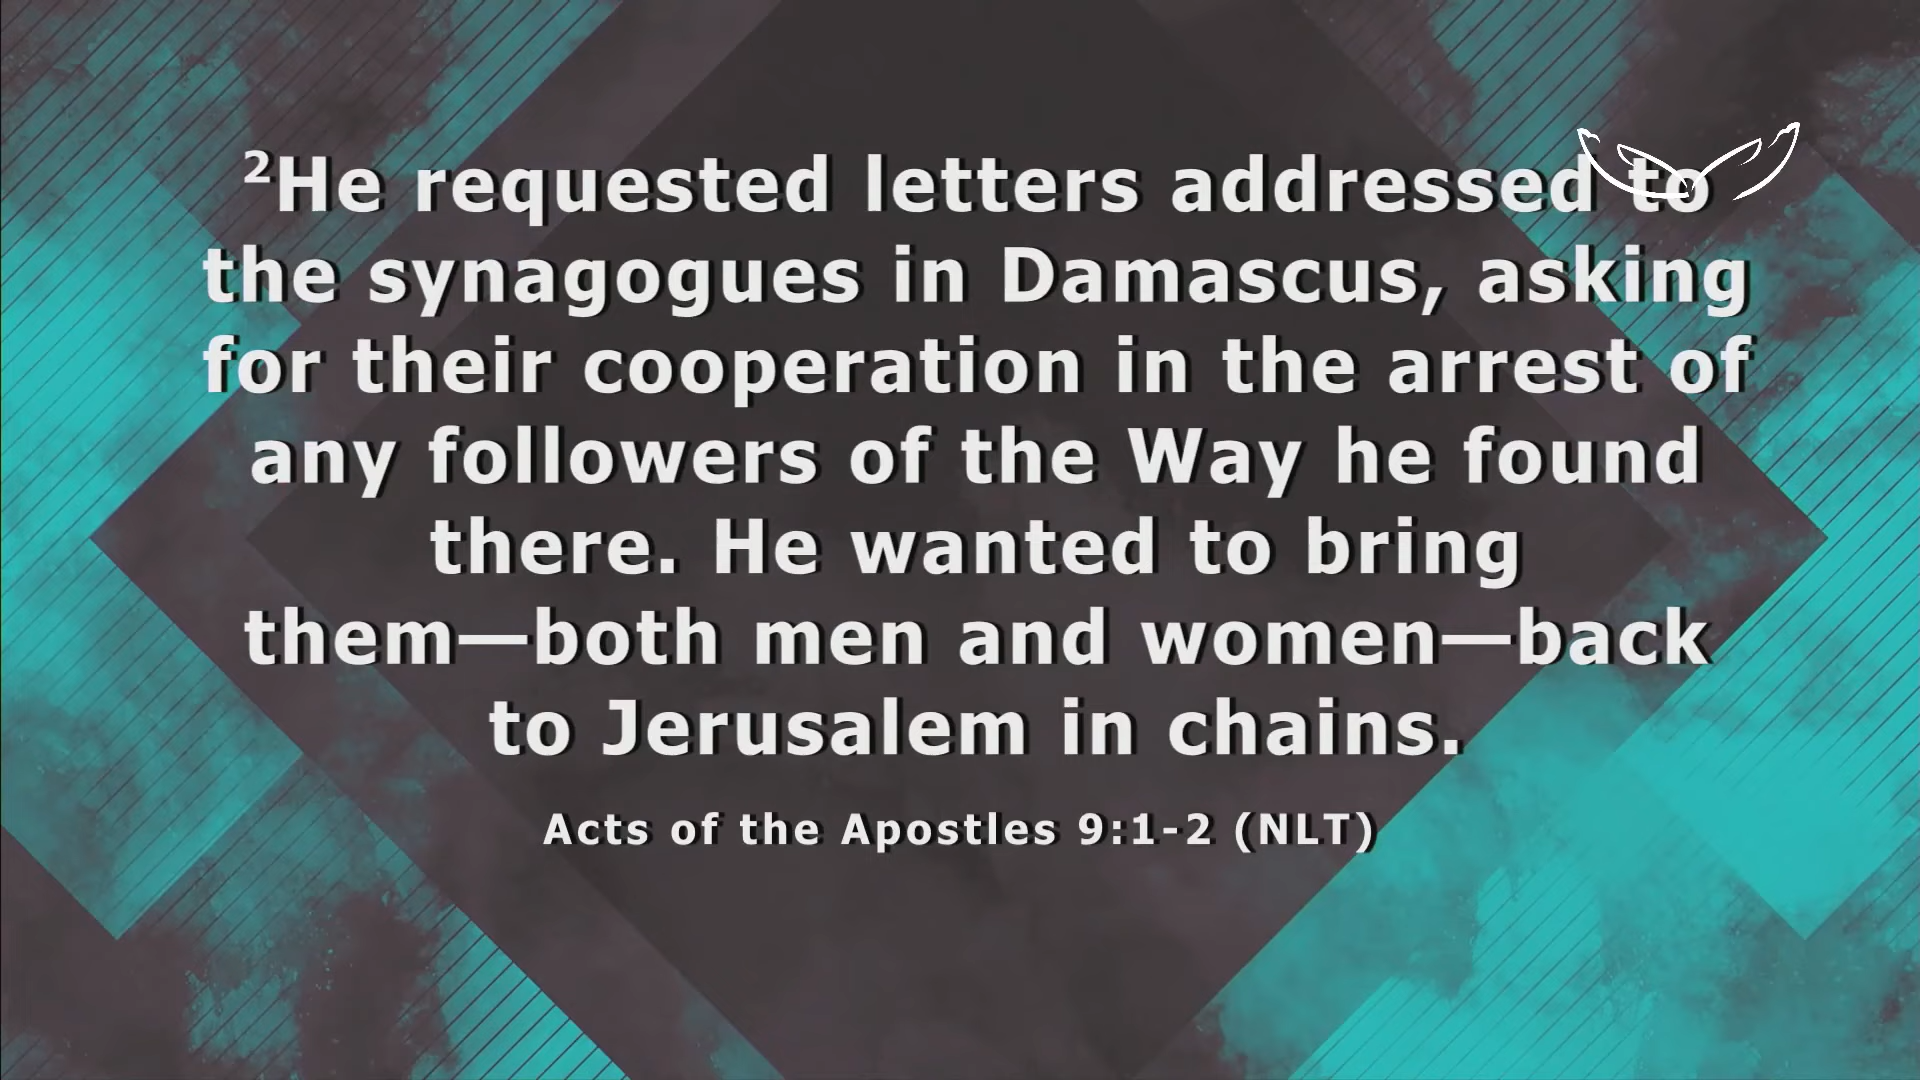 ²He requested letters addressed to
the synagogues in Damascus, asking
for their cooperation in the arrest of
any followers of the Way he found
there. He wanted to bring
them—both men and women—back
to Jerusalem in chains.
Acts of the Apostles 9:1-2 (NLT)